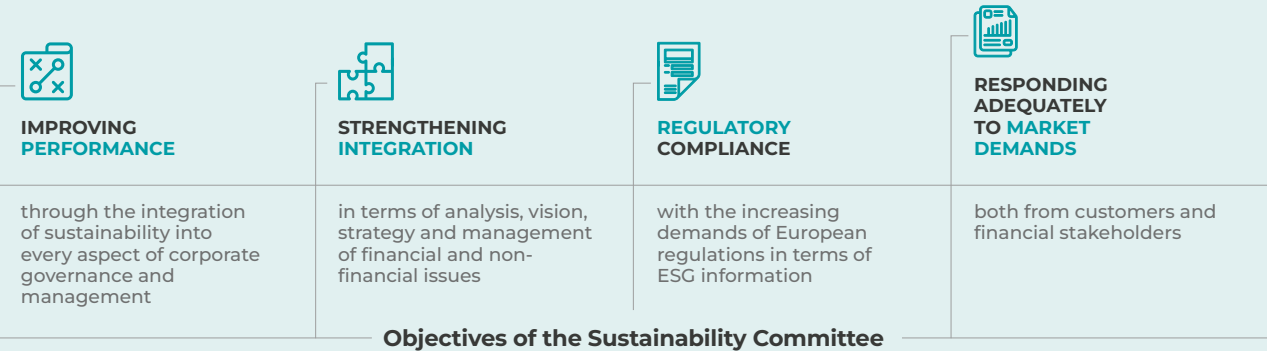 IMPROVING
PERFORMANCE
through the integration
of sustainability into
every aspect of corporate
governance and
management
STRENGTHENING
INTEGRATION
in terms of analysis, vision,
strategy and management
of financial and non-
financial issues
REGULATORY
COMPLIANCE
with the increasing
demands of European
regulations in terms of
ESG information
RESPONDING
ADEQUATELY
TO MARKET
DEMANDS
both from customers and
financial stakeholders
Objectives of the Sustainability Committee